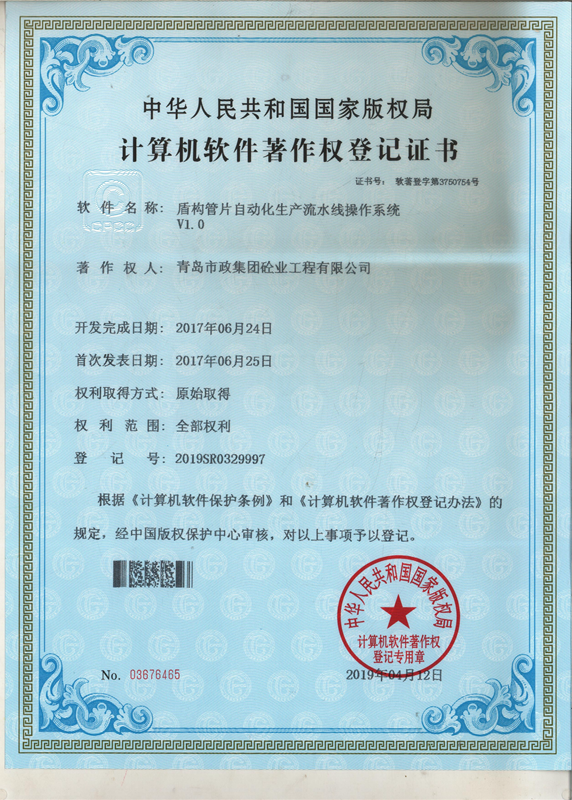 中华人民共和国国家版权局
计算机软件著作权登记证书
证书号： 软著登字第3750754号
CPCC
软件名称： 盾构管片自动化生产流水线操作系统
V1.0
著作权人： 青岛市政集团砼业工程有限公司
开发完成日期： 2017年06月24日
首次发表日期： 2017年06月25日
权利取得方式： 原始取得
权利范围： 全部权利
登记号： 2019SR0329997
根据《计算机软件保护条例》和《计算机软件著作权登记办法》的
规定，经中国版权保护中心审核，对以上事项予以登记。
中华人民共和国国家版权局
计算机软件著作权
登记专用章
No. 03676465
2019年04月12日